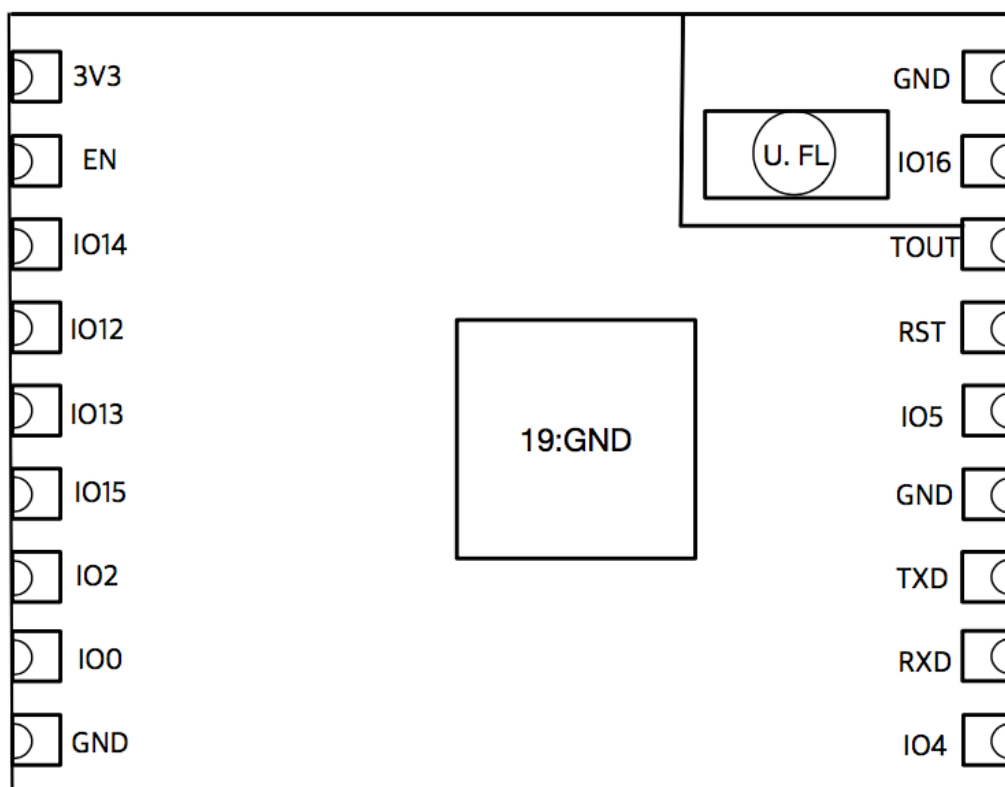 3V3
EN
IO14
IO12
IO13
IO15
IO2
IO0
GND
U. FL
19:GND
GND
IO16
TOUT
RST
IO5
GND
TXD
RXD
IO4